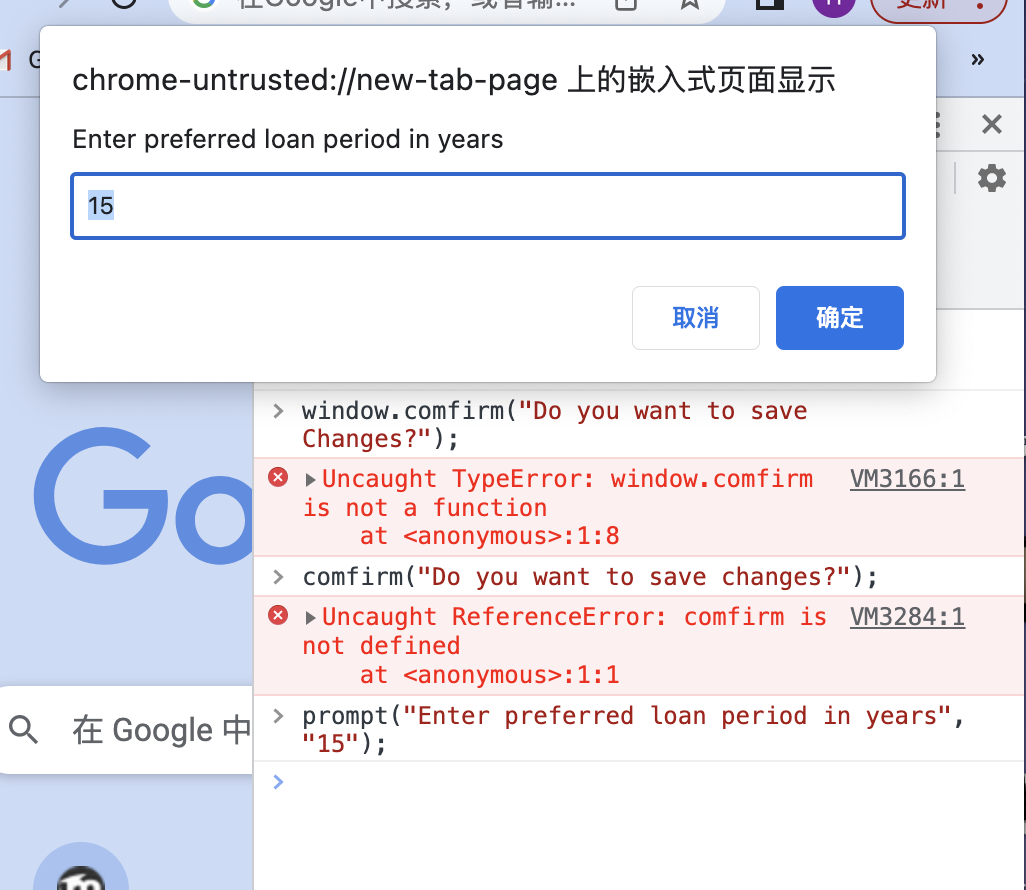 在Google中搜索，或者输...
更新
G
»
chrome-untrusted://new-tab-page 上的嵌入式页面显示
Enter preferred loan period in years
15
取消
确定
> window.comfirm("Do you want to save
Changes?");
Uncaught TypeError: window.comfirm VM3166:1
is not a function
at <anonymous>:1:8
> comfirm("Do you want to save changes?");
Uncaught ReferenceError: comfirm is VM3284:1
not defined
at <anonymous>:1:1
> prompt("Enter preferred loan period in years",
"15");
>
Go
在 Google 中